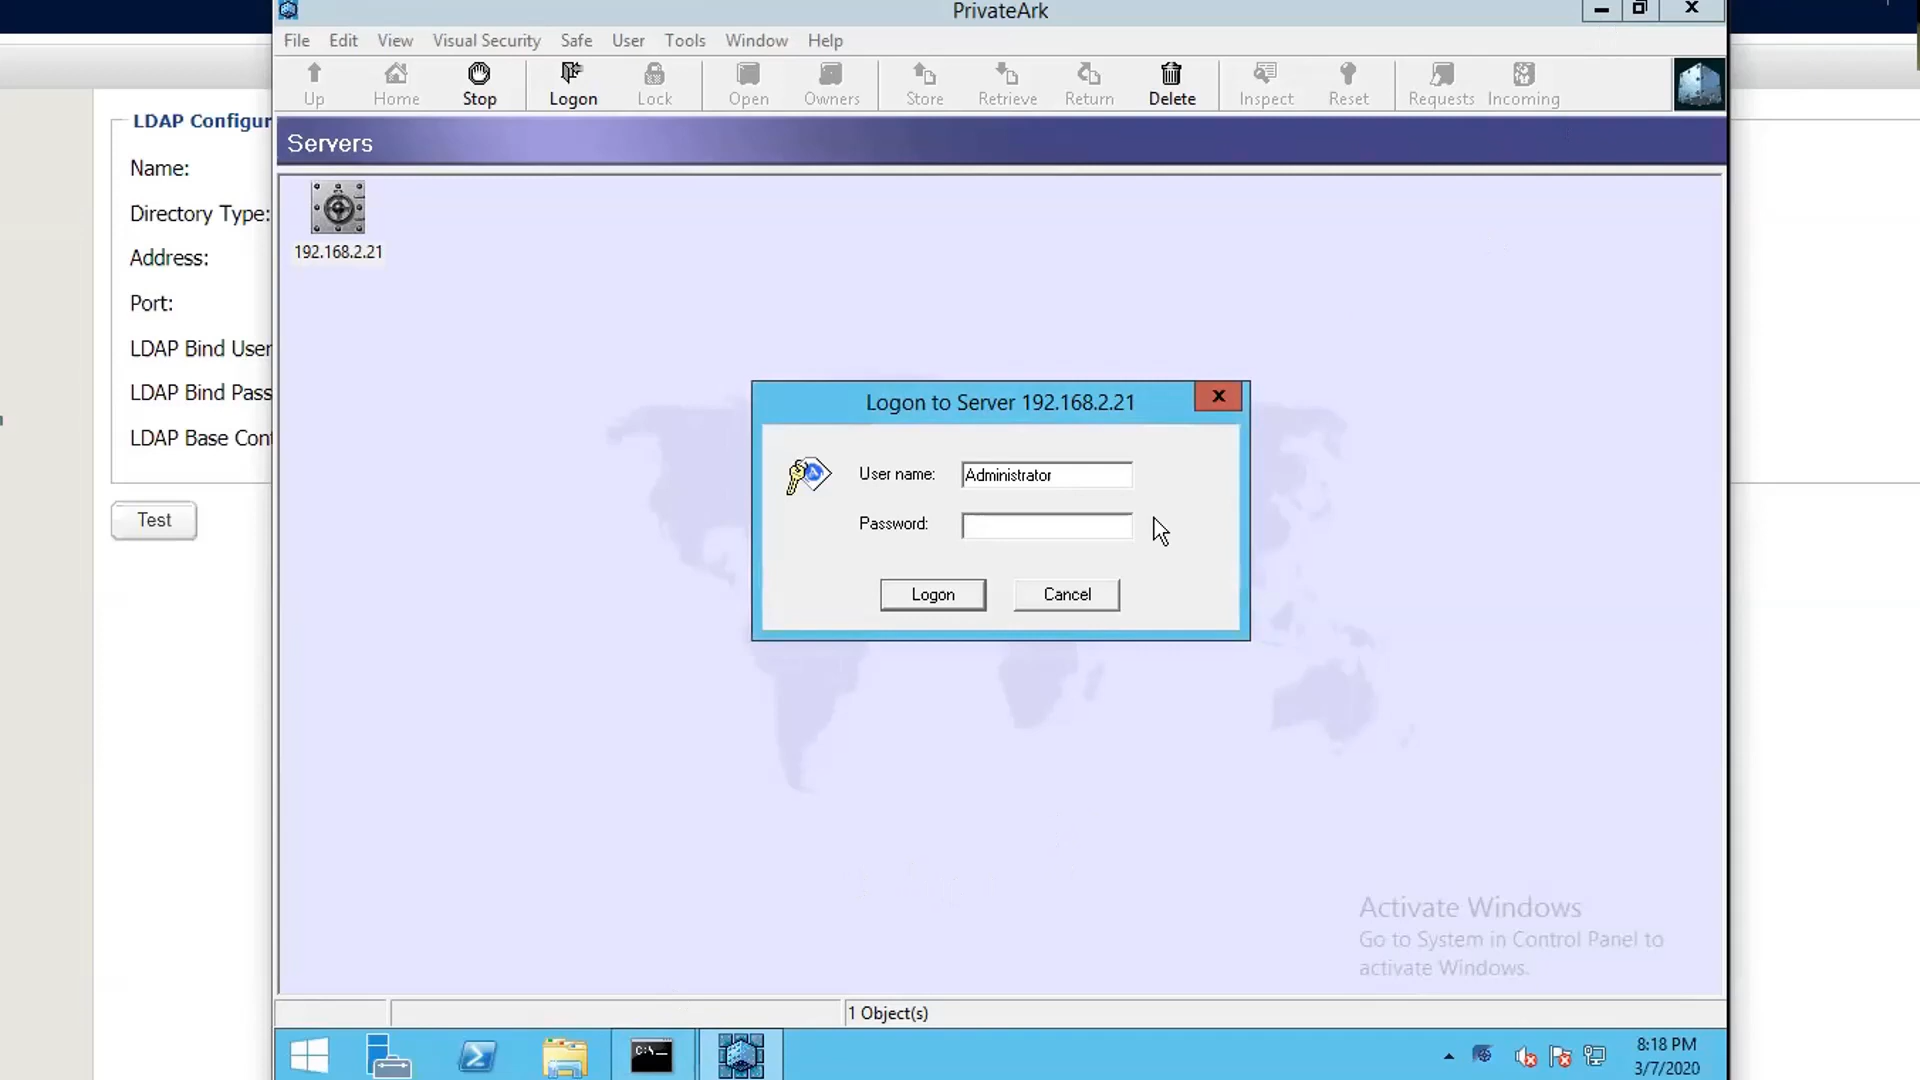 PrivateArk
File Edit View Visual Security Safe User Tools Window Help
Up Home Stop Logon Lock Open Owners Store Retrieve Return Delete Inspect Reset Requests Incoming
Servers
192.168.2.21
LDAP Configur
Name:
Directory Type:
Address:
Port:
LDAP Bind User
LDAP Bind Pass
LDAP Base Cont
Test
Logon to Server 192.168.2.21
User name: Administrator
Password:
Logon Cancel
Activate Windows
Go to System in Control Panel to
activate Windows.
1 Object(s)
C:\
8:18 PM
3/7/2020